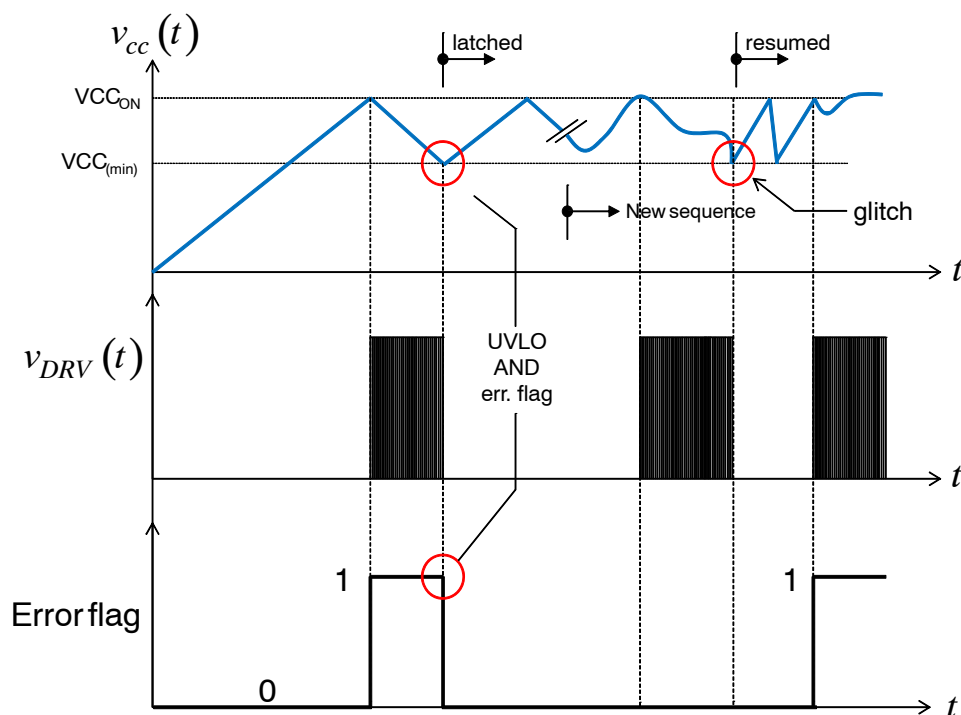 v_cc (t)
latched
resumed
VCC_ON
VCC_(min)
New sequence
glitch
t
v_DRV (t)
UVLO
AND
err. flag
t
1
1
Error flag
0
t